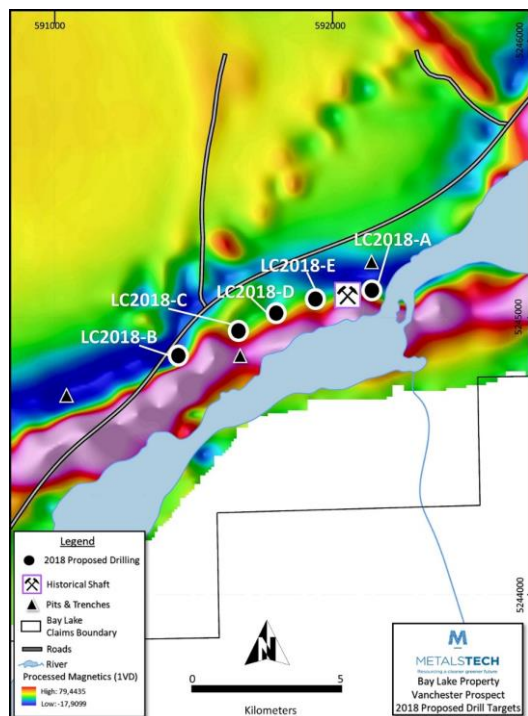 591000
592000
5246000
LC2018-A
LC2018-E
LC2018-D
LC2018-C
LC2018-B
5245000
5244000
Legend
2018 Proposed Drilling
Historical Shaft
Pits & Trenches
Bay Lake
Claims Boundary
Roads
River
Processed Magnetics (1VD)
High: 79,4435
Low: -17,9099
N
0
5
Kilometers
M
METALSTECH
Resourcing a cleaner greener future
Bay Lake Property
Vanchester Prospect
2018 Proposed Drill Targets